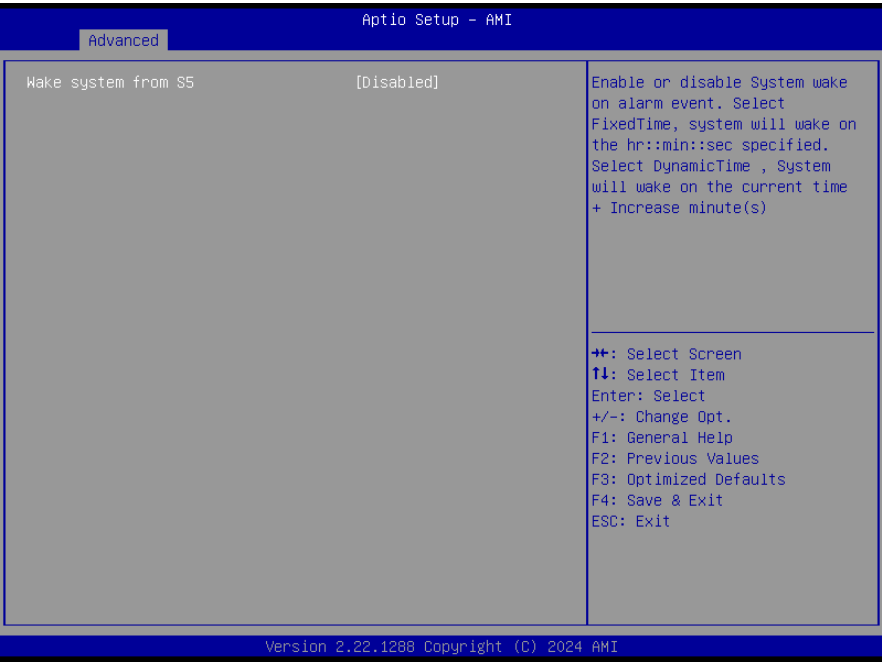 Aptio Setup – AMI
Advanced
Wake system from S5 [Disabled]
Enable or disable System wake
on alarm event. Select
FixedTime, system will wake on
the hr::min::sec specified.
Select DynamicTime , System
will wake on the current time
+ Increase minute(s)
→←: Select Screen
↑↓: Select Item
Enter: Select
+/-: Change Opt.
F1: General Help
F2: Previous Values
F3: Optimized Defaults
F4: Save & Exit
ESC: Exit
Version 2.22.1288 Copyright (C) 2024 AMI